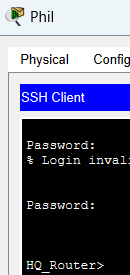 Phil
Physical Config
SSH Client
Password:
% Login invali
Password:
HQ_Router>